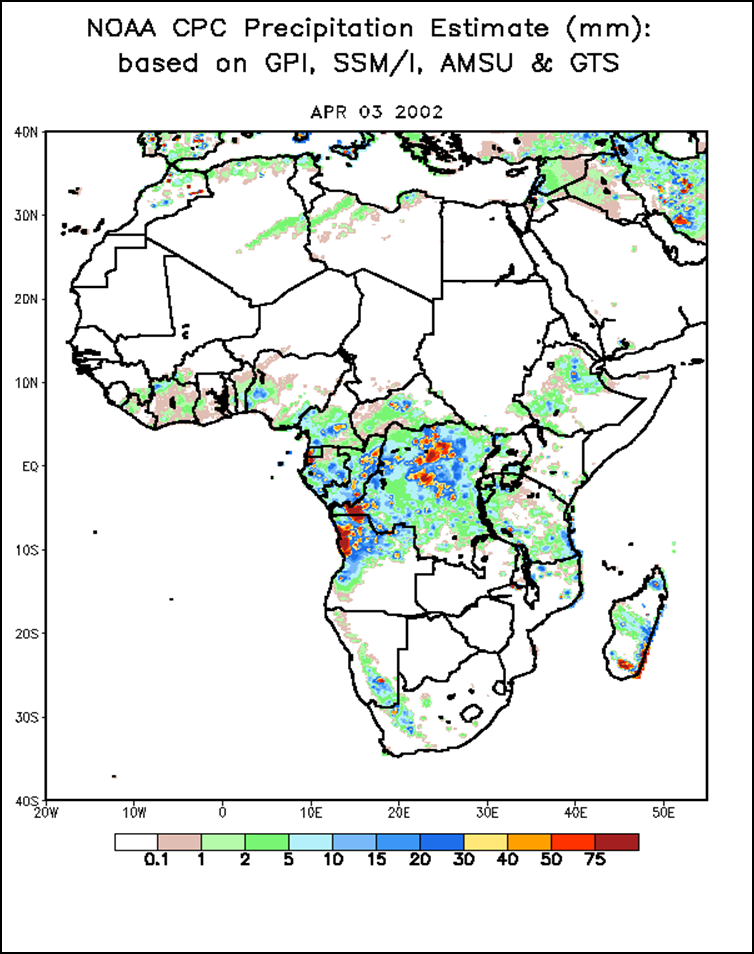 NOAA CPC Precipitation Estimate (mm):
based on GPI, SSM/I, AMSU & GTS
APR 03 2002
40N
30N
20N
10N
EQ
10S
20S
30S
40S
20W 10W 0 10E 20E 30E 40E 50E
0.1 1 2 5 10 15 20 30 40 50 75